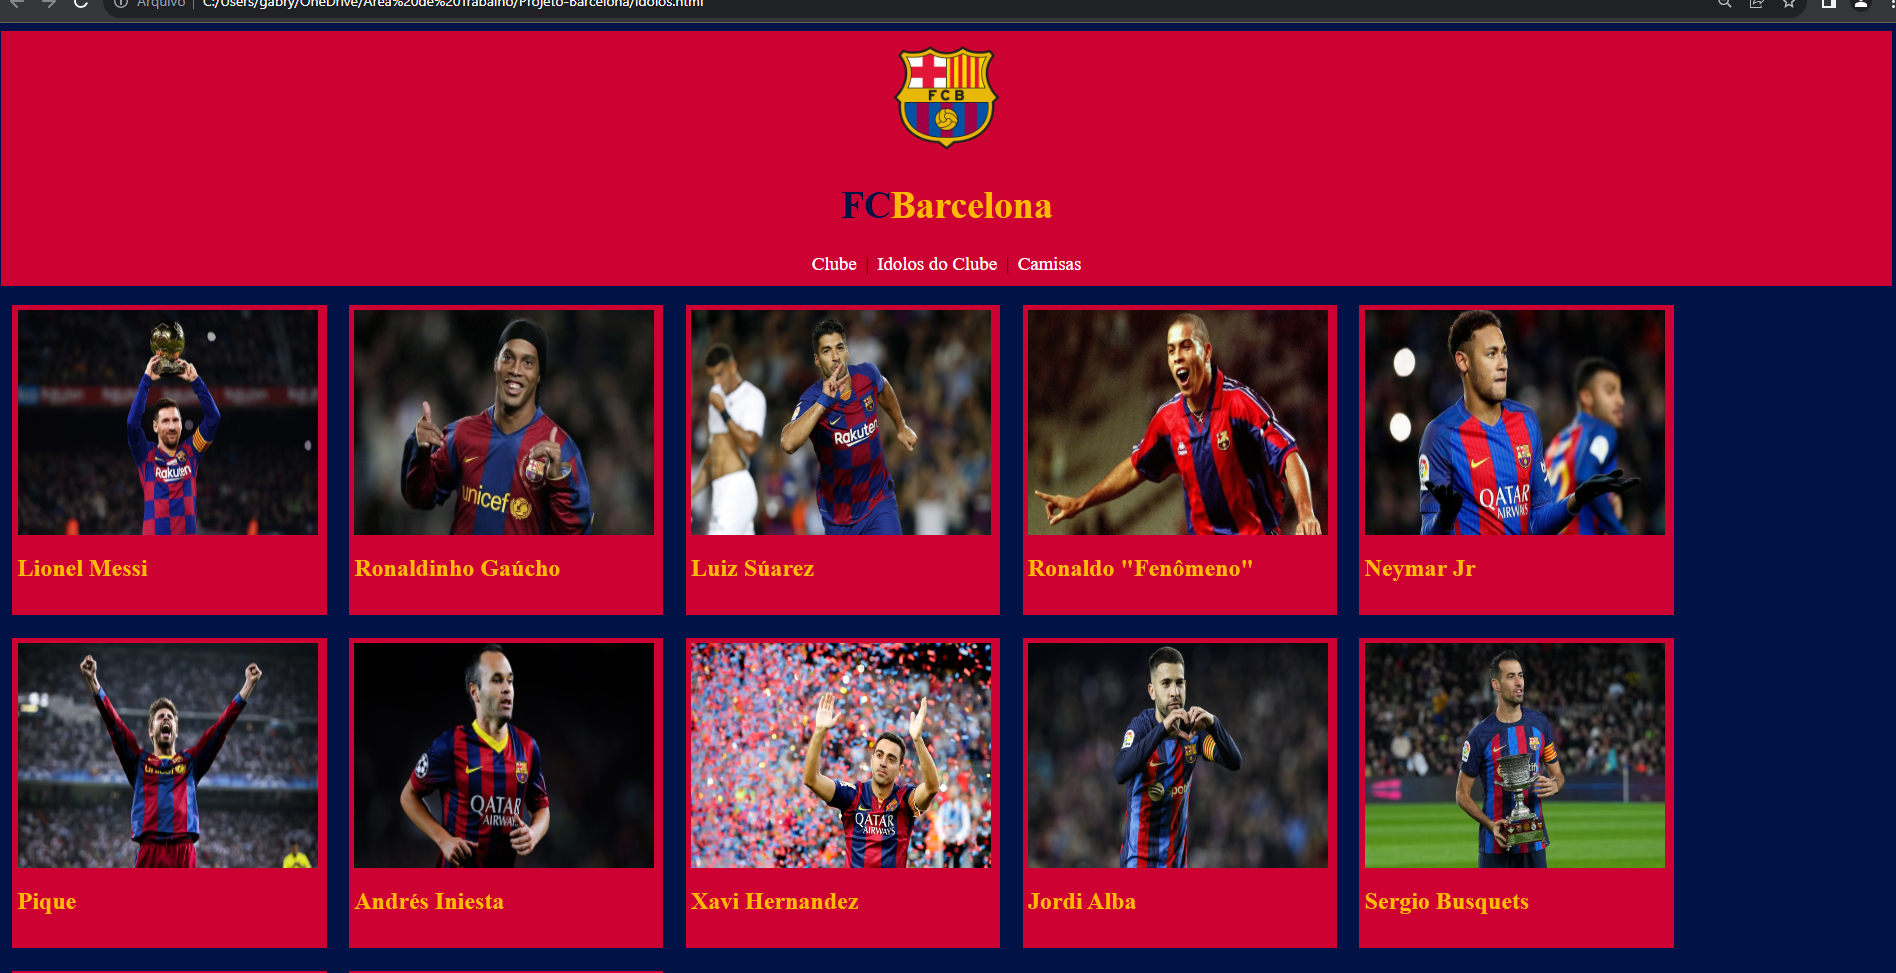 Arquivo | C:/Users/gabry/OneDrive/Área%20de%20Trabalho/Projeto-Barcelona/idolos.html
FCB
FCBarcelona
Clube | Idolos do Clube | Camisas
Rakuten
unicef
Rakuten
QATAR
AIRWAYS
Lionel Messi
Ronaldinho Gaúcho
Luiz Súarez
Ronaldo "Fenômeno"
Neymar Jr
unicef
QATAR
AIRWAYS
QATAR
AIRWAYS
Pique
Andrés Iniesta
Xavi Hernandez
Jordi Alba
Sergio Busquets